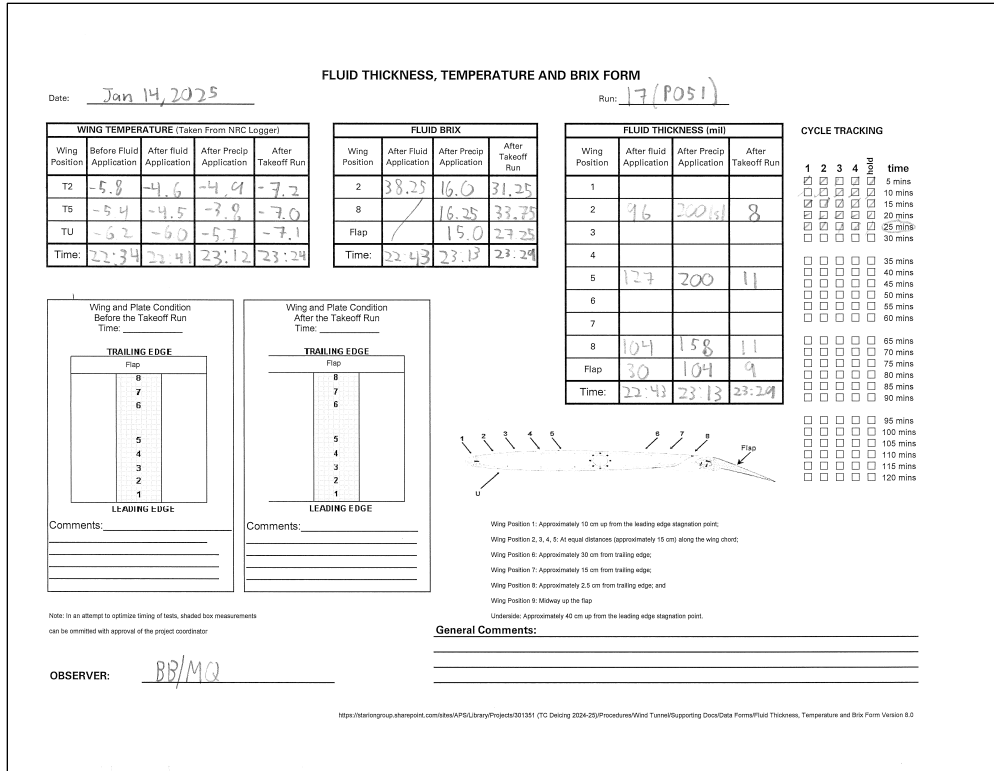 FLUID THICKNESS, TEMPERATURE AND BRIX FORM
Date: Jan 14, 2025
Run: 17 (P051)
WING TEMPERATURE (Taken From NRC Logger)
Wing Position Before Fluid Application After fluid Application After Precip Application After Takeoff Run
T2 -5.8 -4.6 -4.9 -7.2
T5 -5 4 -4.5 -3.8 -7.0
TU -6 2 -6.0 -5.7 -7.1
Time: 22:34 22:41 23:12 23:24
FLUID BRIX
Wing Position After Fluid Application After Precip Application After Takeoff Run
2 38.25 16.0 31.25
8 16.25 33.75
Flap 15.0 27 25
Time: 22:43 23:13 23:29
FLUID THICKNESS (mil)
Wing Position After fluid Application After Precip Application After Takeoff Run
1
2 96 200 8
3
4
5 127 200 11
6
7
8 104 158 11
Flap 30 104 9
Time: 22:43 23:13 23:29
CYCLE TRACKING
1 2 3 4 hold time
5 mins
10 mins
15 mins
20 mins
25 mins
30 mins
35 mins
40 mins
45 mins
50 mins
55 mins
60 mins
65 mins
70 mins
75 mins
80 mins
85 mins
90 mins
95 mins
100 mins
105 mins
110 mins
115 mins
120 mins
Wing and Plate Condition
Before the Takeoff Run
Time:
TRAILING EDGE
Flap
8
7
6
5
4
3
2
1
LEADING EDGE
Comments:
Wing and Plate Condition
After the Takeoff Run
Time:
TRAILING EDGE
Flap
8
7
6
5
4
3
2
1
LEADING EDGE
Comments:
1 2 3 4 5 6 7 8 Flap
U
Wing Position 1: Approximately 10 cm up from the leading edge stagnation point;
Wing Position 2, 3, 4, 5: At equal distances (approximately 15 cm) along the wing chord;
Wing Position 6: Approximately 30 cm from trailing edge;
Wing Position 7: Approximately 15 cm from trailing edge;
Wing Position 8: Approximately 2.5 cm from trailing edge; and
Wing Position 9: Midway up the flap
Underside: Approximately 40 cm up from the leading edge stagnation point.
Note: In an attempt to optimize timing of tests, shaded box measurements
can be ommitted with approval of the project coordinator
General Comments:
OBSERVER: BB/MQ
https://stariongroup.sharepoint.com/sites/APS/Library/Projects/301351 (TC Deicing 2024-25)/Procedures/Wind Tunnel/Supporting Docs/Data Forms/Fluid Thickness, Temperature and Brix Form Version 8.0